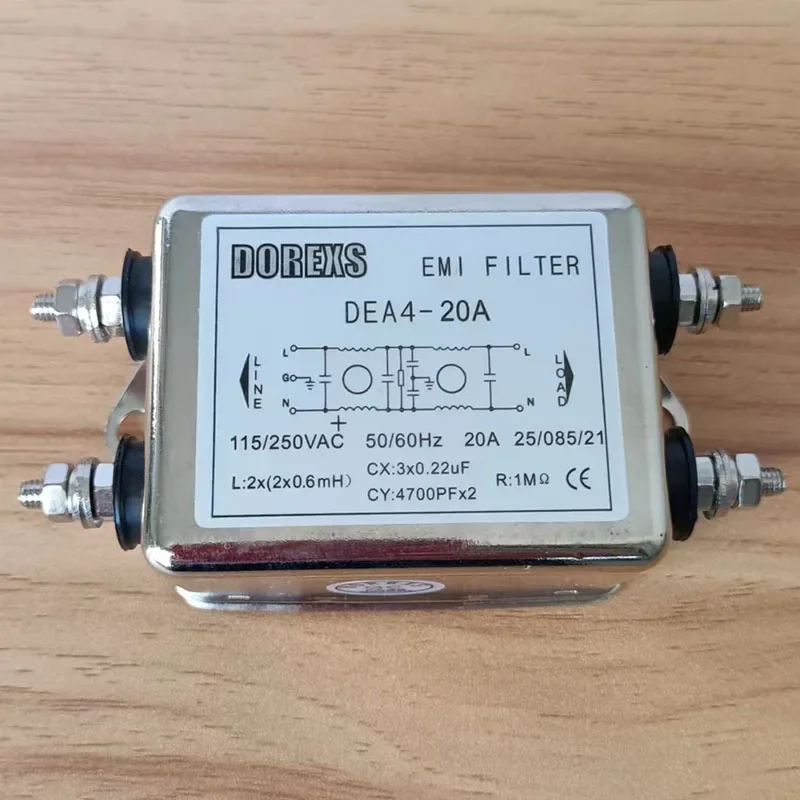 DOREXS EMI FILTER
DEA4-20A
LINE L G N L N LOAD
115/250VAC 50/60Hz 20A 25/085/21
L:2x(2x0.6mH) CX:3x0.22uF R:1MΩ CE
CY:4700PFx2